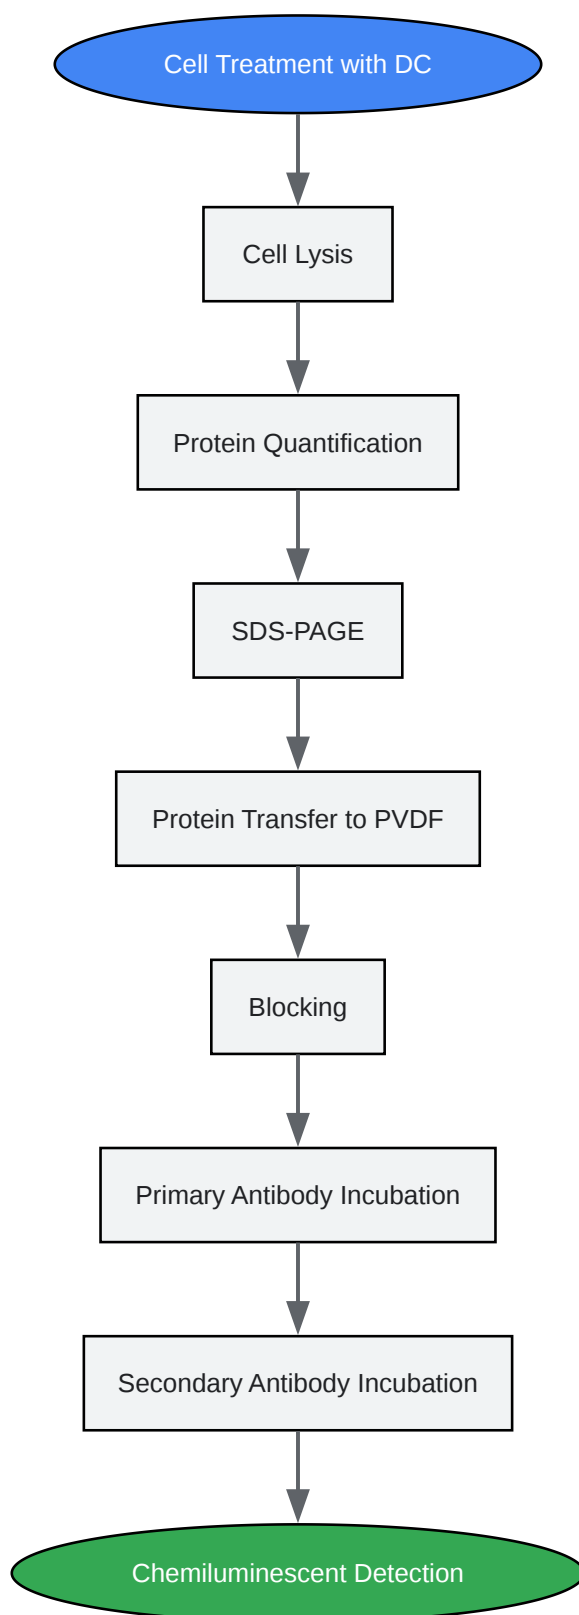 Cell Treatment with DC
Cell Lysis
Protein Quantification
SDS-PAGE
Protein Transfer to PVDF
Blocking
Primary Antibody Incubation
Secondary Antibody Incubation
Chemiluminescent Detection